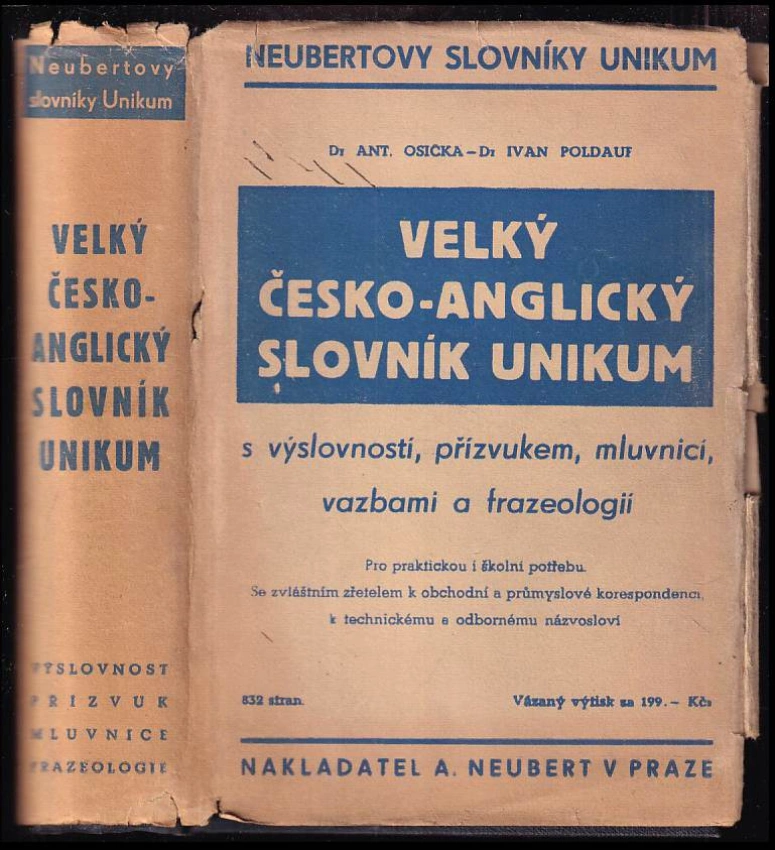 Neubertovy
slovníky Unikum
VELKÝ
ČESKO-
ANGLICKÝ
SLOVNÍK
UNIKUM
VÝSLOVNOST
PŘÍZVUK
MLUVNICE
FRAZEOLOGIE
NEUBERTOVY SLOVNÍKY UNIKUM
Dr ANT. OSIČKA – Dr IVAN POLDAUF
VELKÝ
ČESKO-ANGLICKÝ
SLOVNÍK UNIKUM
s výslovností, přízvukem, mluvnicí,
vazbami a frazeologií
Pro praktickou i školní potřebu.
Se zvláštním zřetelem k obchodní a průmyslové korespondenci,
k technickému a odbornému názvosloví
832 stran.
Vázaný výtisk za 199.– Kčs
NAKLADATEL A. NEUBERT V PRAZE